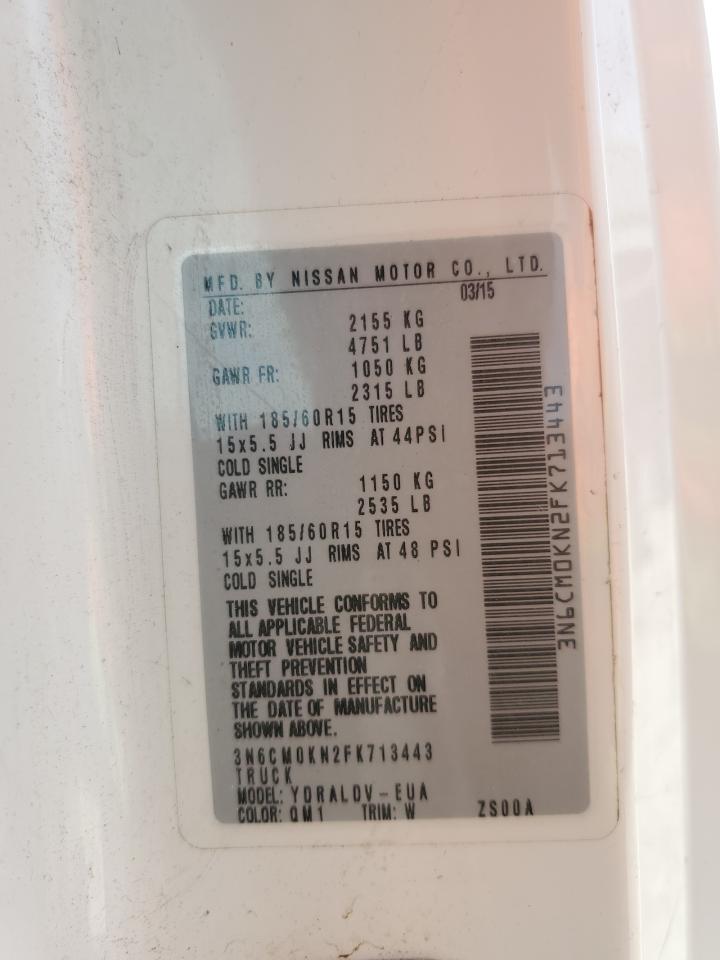 MFD. BY NISSAN MOTOR CO., LTD.
DATE: 03/15
GVWR: 2155 KG
4751 LB
GAWR FR: 1050 KG
2315 LB
WITH 185/60R15 TIRES
15x5.5 JJ RIMS AT 44PSI
COLD SINGLE
GAWR RR: 1150 KG
2535 LB
WITH 185/60R15 TIRES
15x5.5 JJ RIMS AT 48 PSI
COLD SINGLE
THIS VEHICLE CONFORMS TO
ALL APPLICABLE FEDERAL
MOTOR VEHICLE SAFETY AND
THEFT PREVENTION
STANDARDS IN EFFECT ON
THE DATE OF MANUFACTURE
SHOWN ABOVE.
3N6CM0KN2FK713443
TRUCK
MODEL: YDRALDV-EUA
COLOR: QM1 TRIM: W ZS00A
3N6CM0KN2FK713443